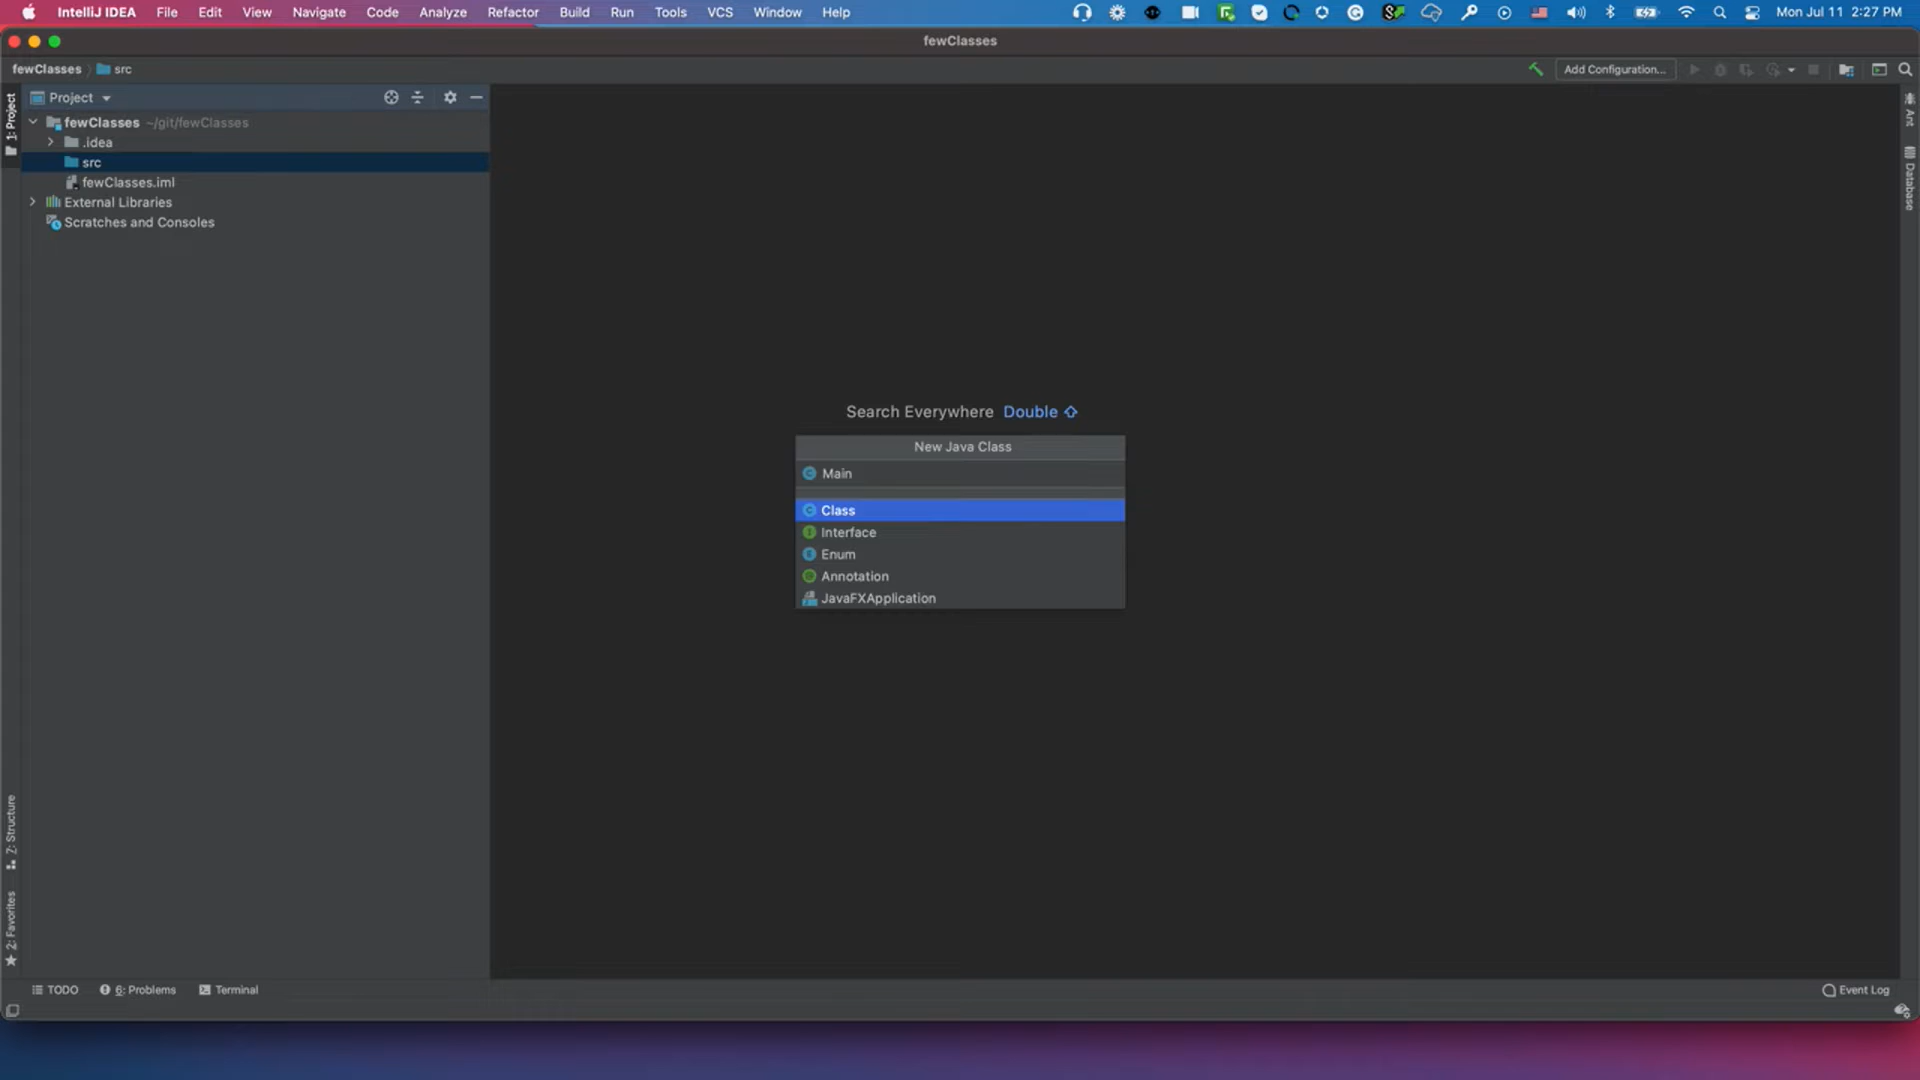 IntelliJ IDEA File Edit View Navigate Code Analyze Refactor Build Run Tools VCS Window Help Mon Jul 11 2:27 PM
fewClasses
fewClasses src
Add Configuration...
1: Project
Project
fewClasses ~/git/fewClasses
.idea
src
fewClasses.iml
External Libraries
Scratches and Consoles
Ant
Database
Search Everywhere Double
New Java Class
Main
Class
Interface
Enum
Annotation
JavaFXApplication
7: Structure
2: Favorites
TODO 6: Problems Terminal
Event Log